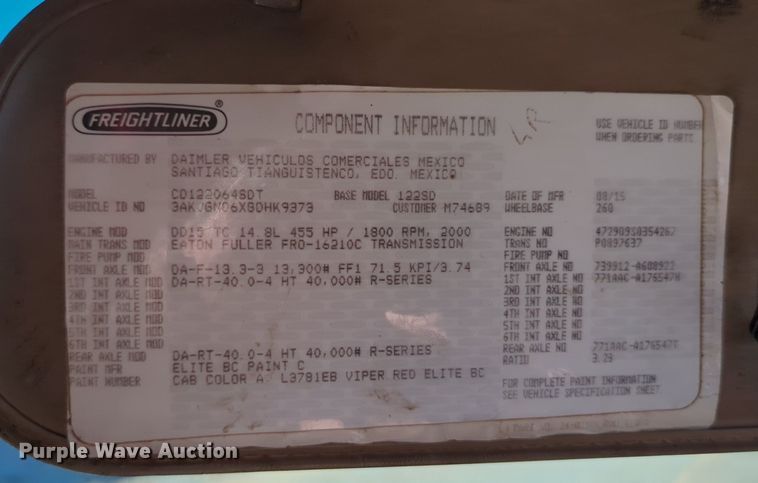 FREIGHTLINER ®
COMPONENT INFORMATION
LR
USE VEHICLE ID NUMBER
WHEN ORDERING PARTS
MANUFACTURED BY DAIMLER VEHICULOS COMERCIALES MEXICO
SANTIAGO TIANGUISTENCO, EDO. MEXICO
MODEL CD122064SDT BASE MODEL 122SD DATE OF MFR 08/15
VEHICLE ID NO 3AKJGND6XGDHK9373 CUSTOMER M74689 WHEELBASE 260
ENGINE MOD DD15 TC 14.8L 455 HP / 1800 RPM, 2000 ENGINE NO 472909S0354267
MAIN TRANS MOD EATON FULLER FRO-16210C TRANSMISSION TRANS NO P0897637
FIRE PUMP MOD FIRE PUMP NO
FRONT AXLE MOD DA-F-13.3-3 13,300# FF1 71.5 KPI/3.74 FRONT AXLE NO
1ST INT AXLE MOD DA-RT-40.0-4 HT 40,000# R-SERIES 1ST INT AXLE NO
2ND INT AXLE MOD 2ND INT AXLE NO
3RD INT AXLE MOD 3RD INT AXLE NO
4TH INT AXLE MOD 4TH INT AXLE NO
5TH INT AXLE MOD 5TH INT AXLE NO
6TH INT AXLE MOD 6TH INT AXLE NO
REAR AXLE MOD DA-RT-40.0-4 HT 40,000# R-SERIES REAR AXLE NO
PAINT MFR ELITE BC PAINT C RATIO
PAINT NUMBER CAB COLOR A: L3781EB VIPER RED ELITE BC
FOR COMPLETE PAINT INFORMATION
SEE VEHICLE SPECIFICATION SHEET
Purple Wave Auction